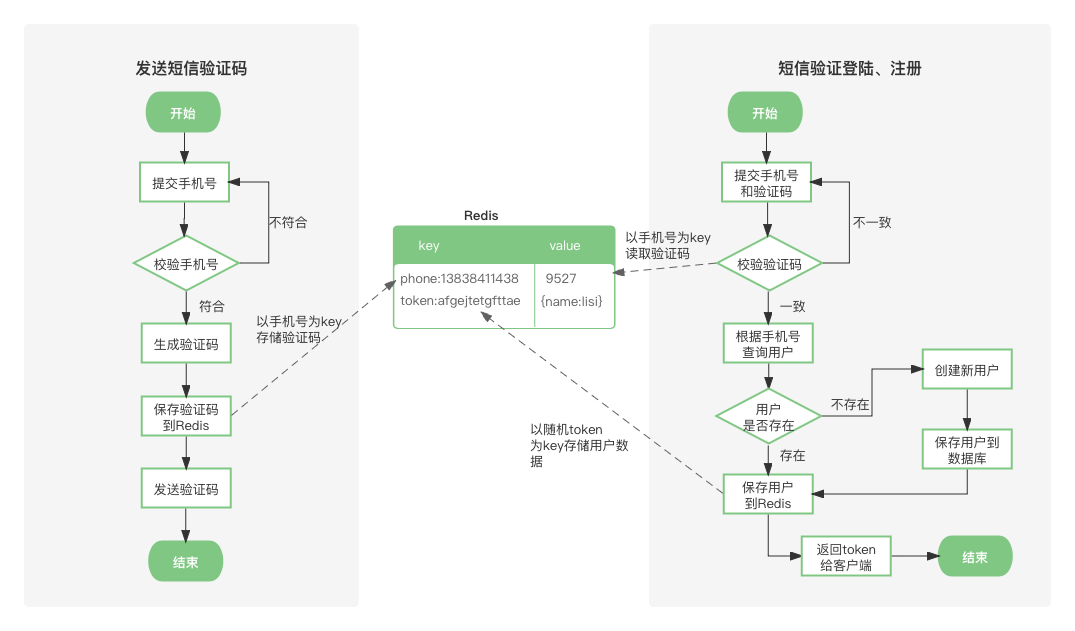 发送短信验证码
开始
提交手机号
不符合
校验手机号
符合
生成验证码
以手机号为key
存储验证码
保存验证码
到Redis
发送验证码
结束
Redis
key
value
phone:13838411438
9527
token:afgejtetgfttae
{name:lisi}
以手机号为key
读取验证码
以随机token
为key存储用户数
据
短信验证登陆、注册
开始
提交手机号
和验证码
不一致
校验验证码
一致
根据手机号
查询用户
创建新用户
不存在
用户
是否存在
保存用户到
数据库
存在
保存用户
到Redis
返回token
给客户端
结束